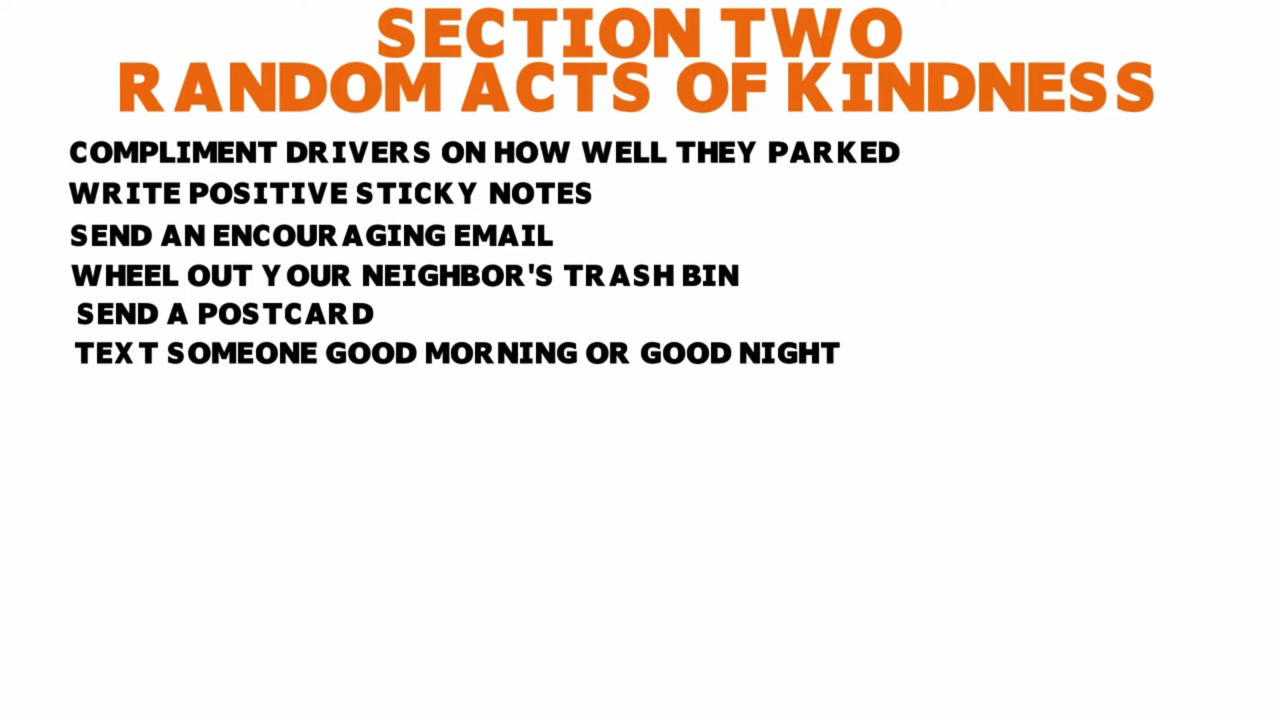 SECTION TWO
RANDOM ACTS OF KINDNESS
COMPLIMENT DRIVERS ON HOW WELL THEY PARKED
WRITE POSITIVE STICKY NOTES
SEND AN ENCOURAGING EMAIL
WHEEL OUT YOUR NEIGHBOR'S TRASH BIN
SEND A POSTCARD
TEXT SOMEONE GOOD MORNING OR GOOD NIGHT